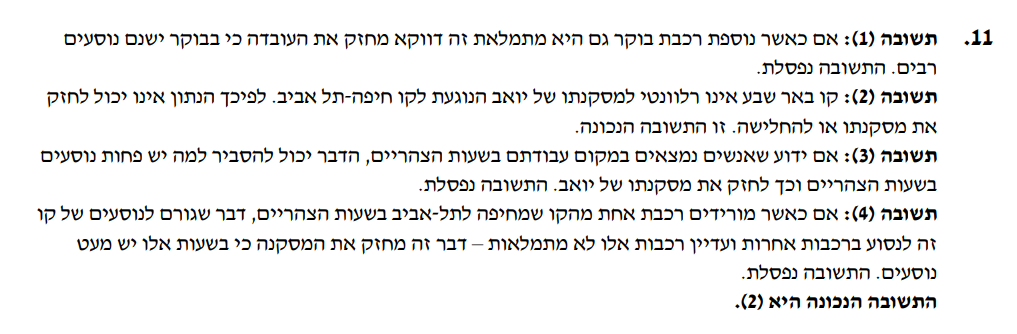 11. תשובה (1): אם כאשר נוספת רכבת בוקר גם היא מתמלאת זה דווקא מחזק את העובדה כי בבוקר ישנם נוסעים
רבים. התשובה נפסלת.
תשובה (2): קו באר שבע אינו רלוונטי למסקנתו של יואב הנוגעת לקו חיפה-תל אביב. לפיכך הנתון אינו יכול לחזק
את מסקנתו או להחלישה. זו התשובה הנכונה.
תשובה (3): אם ידוע שאנשים נמצאים במקום עבודתם בשעות הצהריים, הדבר יכול להסביר למה יש פחות נוסעים
בשעות הצהריים וכך לחזק את מסקנתו של יואב. התשובה נפסלת.
תשובה (4): אם כאשר מורידים רכבת אחת מהקו שמחיפה לתל-אביב בשעות הצהריים, דבר שגורם לנוסעים של קו
זה לנסוע ברכבות אחרות ועדיין רכבות אלו לא מתמלאות – דבר זה מחזק את המסקנה כי בשעות אלו יש מעט
נוסעים. התשובה נפסלת.
התשובה הנכונה היא (2).